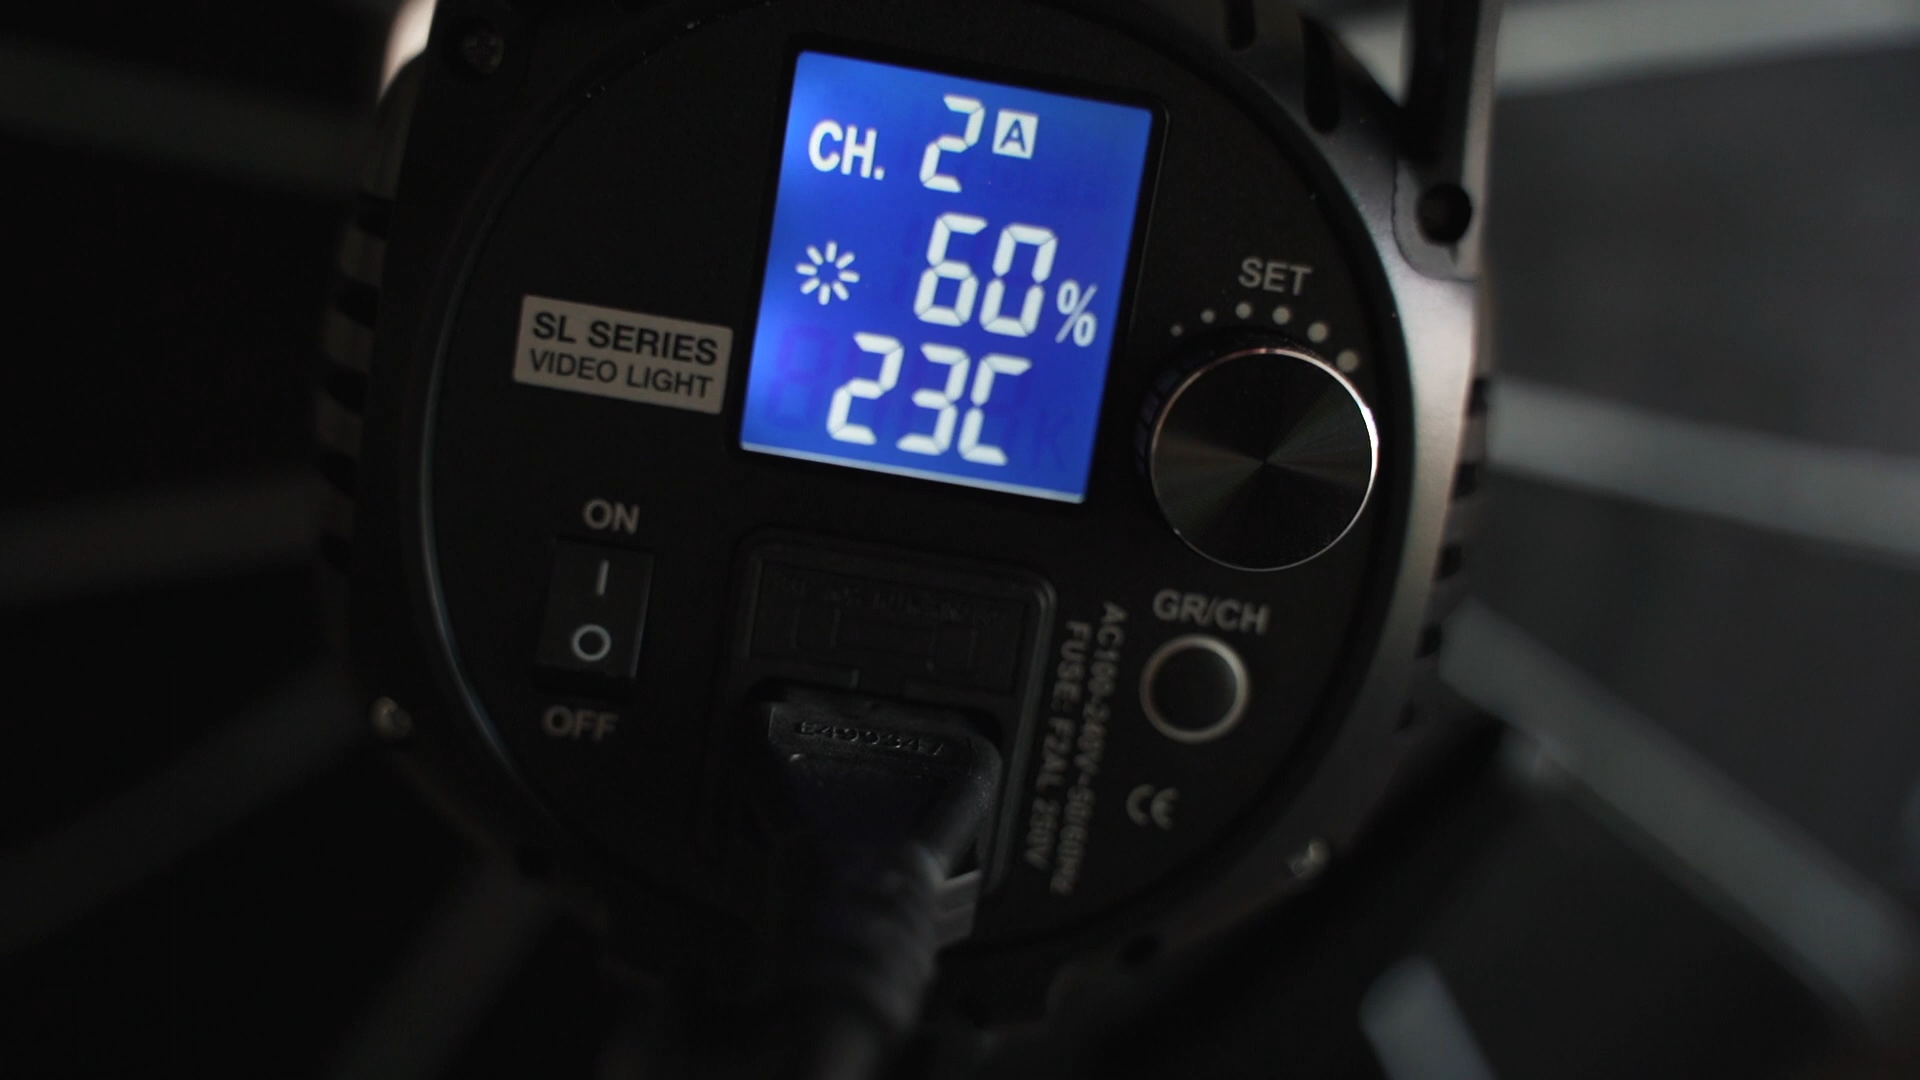 CH. 2 A
60%
23C
SET
SL SERIES
VIDEO LIGHT
ON
I
O
OFF
GR/CH
AC100-240V~50/60Hz
FUSE: F2AL 250V
E499347
CE